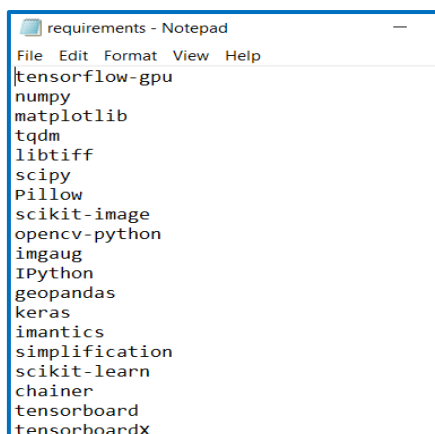 requirements - Notepad
File Edit Format View Help
tensorflow-gpu
numpy
matplotlib
tqdm
libtiff
scipy
Pillow
scikit-image
opencv-python
imgaug
IPython
geopandas
keras
imantics
simplification
scikit-learn
chainer
tensorboard
tensorboardX